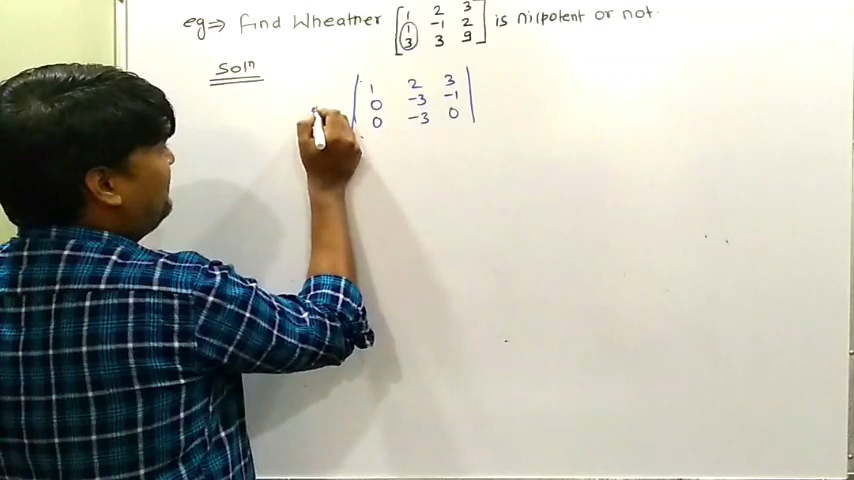 eg⇒ Find Wheather [ 1 2 3 is nilpotent or not.
1 -1 2
3 3 9 ]
Solⁿ
| 1 2 3 |
0 -3 -1
0 -3 0